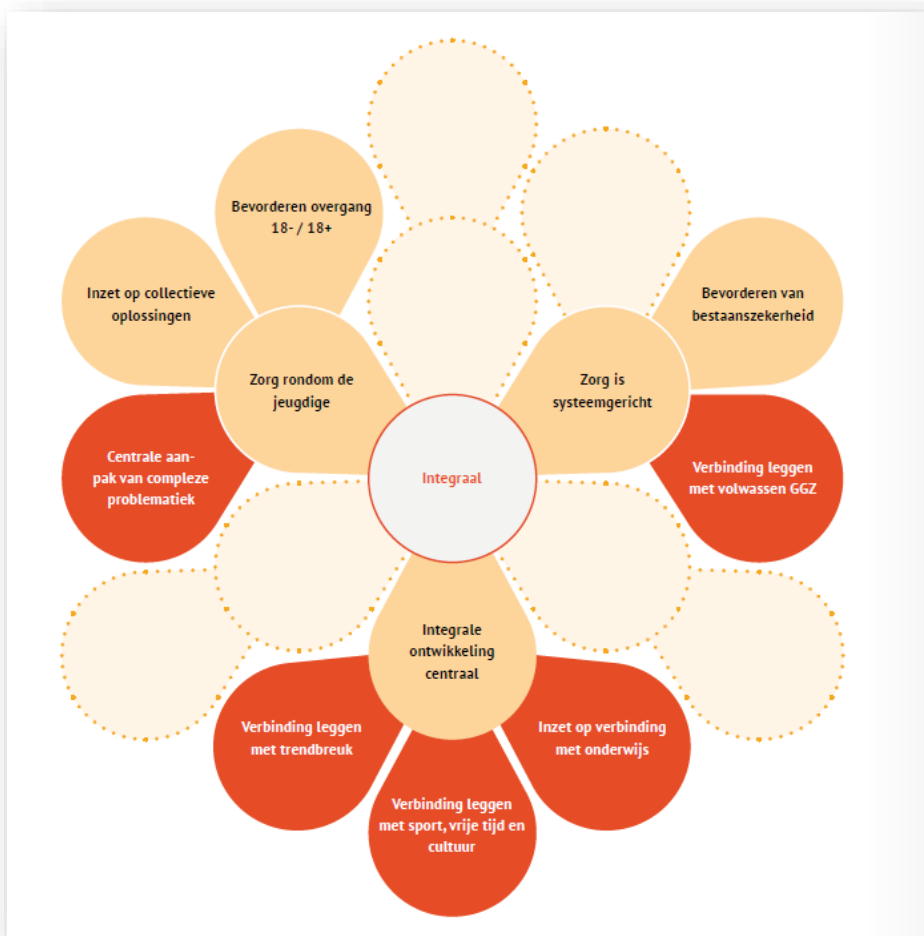 Bevorderen overgang
18- / 18+
Inzet op collectieve
oplossingen
Bevorderen van
bestaanszekerheid
Zorg rondom de
jeugdige
Zorg is
systeemgericht
Centrale aan-
pak van compleze
problematiek
Integraal
Verbinding leggen
met volwassen GGZ
Integrale
ontwikkeling
centraal
Verbinding leggen
met trendbreuk
Inzet op verbinding
met onderwijs
Verbinding leggen
met sport, vrije tijd en
cultuur